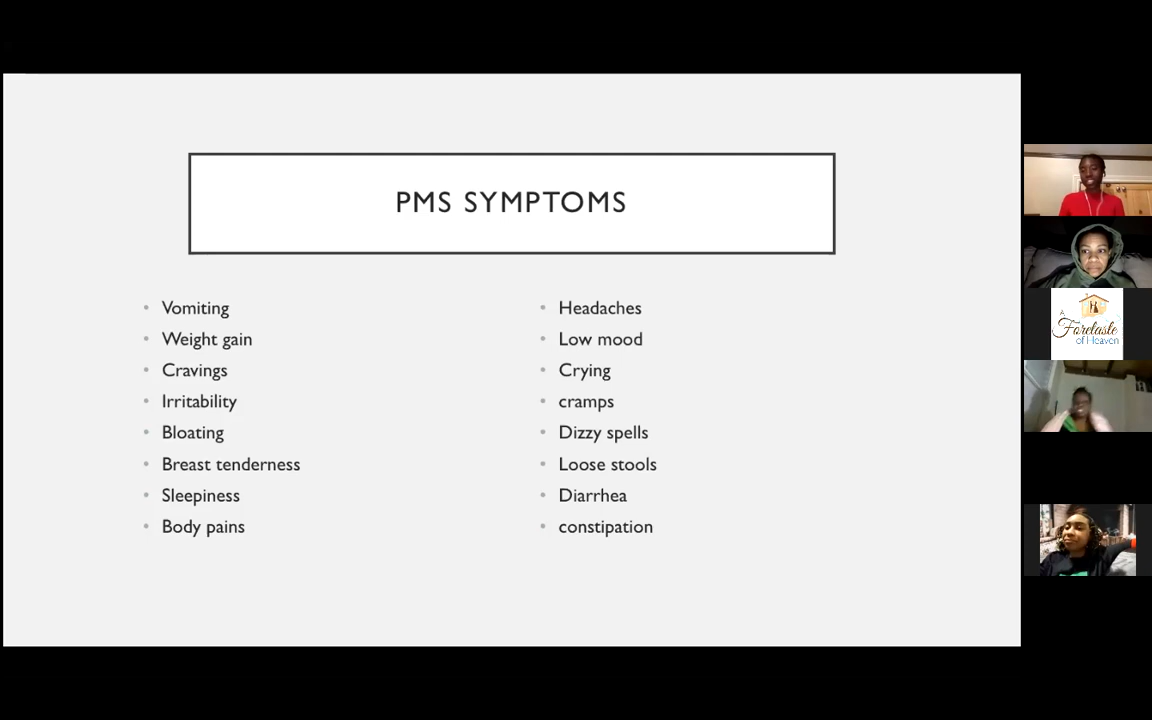 PMS SYMPTOMS
Vomiting
Weight gain
Cravings
Irritability
Bloating
Breast tenderness
Sleepiness
Body pains
Headaches
Low mood
Crying
cramps
Dizzy spells
Loose stools
Diarrhea
constipation
A
Foretaste
of Heaven